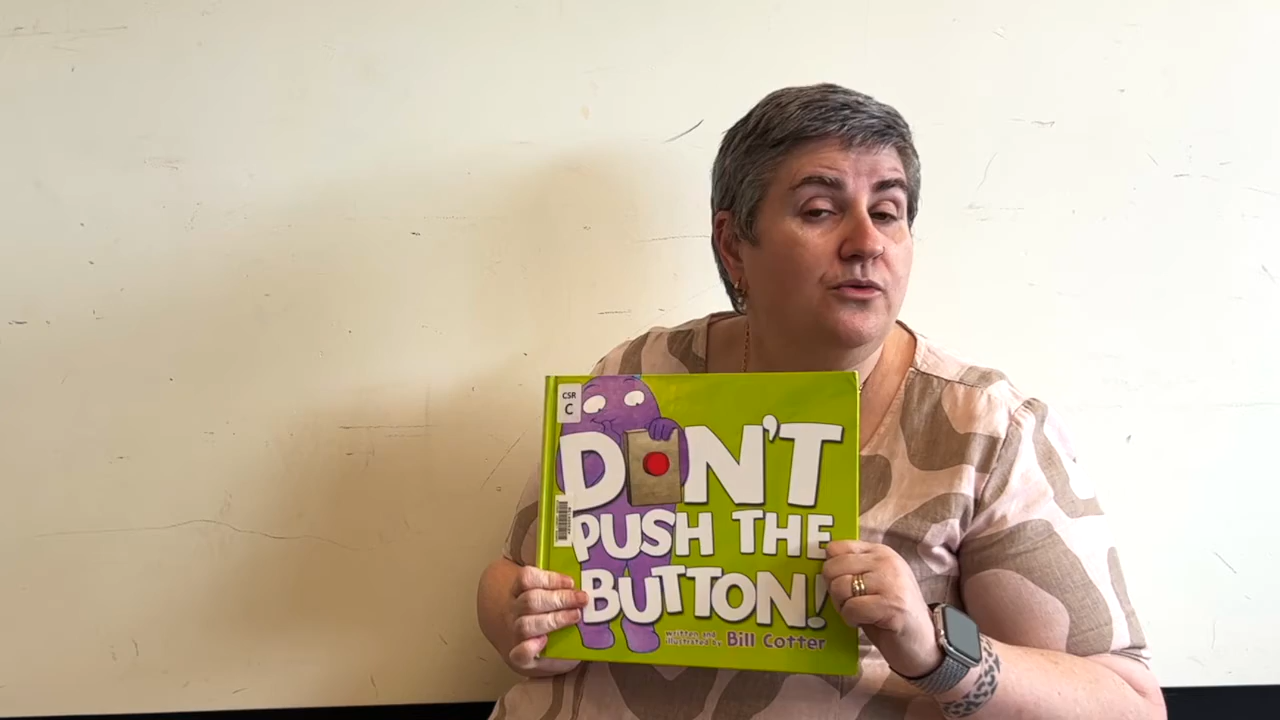 CSR
C
DON'T
PUSH THE
BUTTON!
written and
illustrated by Bill Cotter